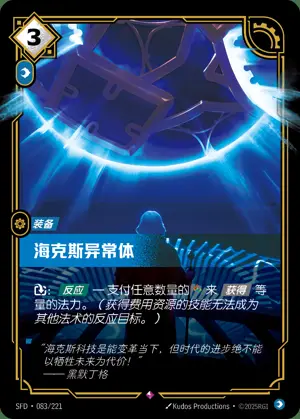 3
装备
海克斯异常体
：反应 — 支付任意数量的 来 获得 等
量的法力。（获得费用资源的技能无法成为
其他法术的反应目标。）
“海克斯科技是能变革当下，但时代的进步绝不能
以牺牲未来为代价！”
—— 黑默丁格
SFD • 083/221 Kudos Productions • ©2025RGI